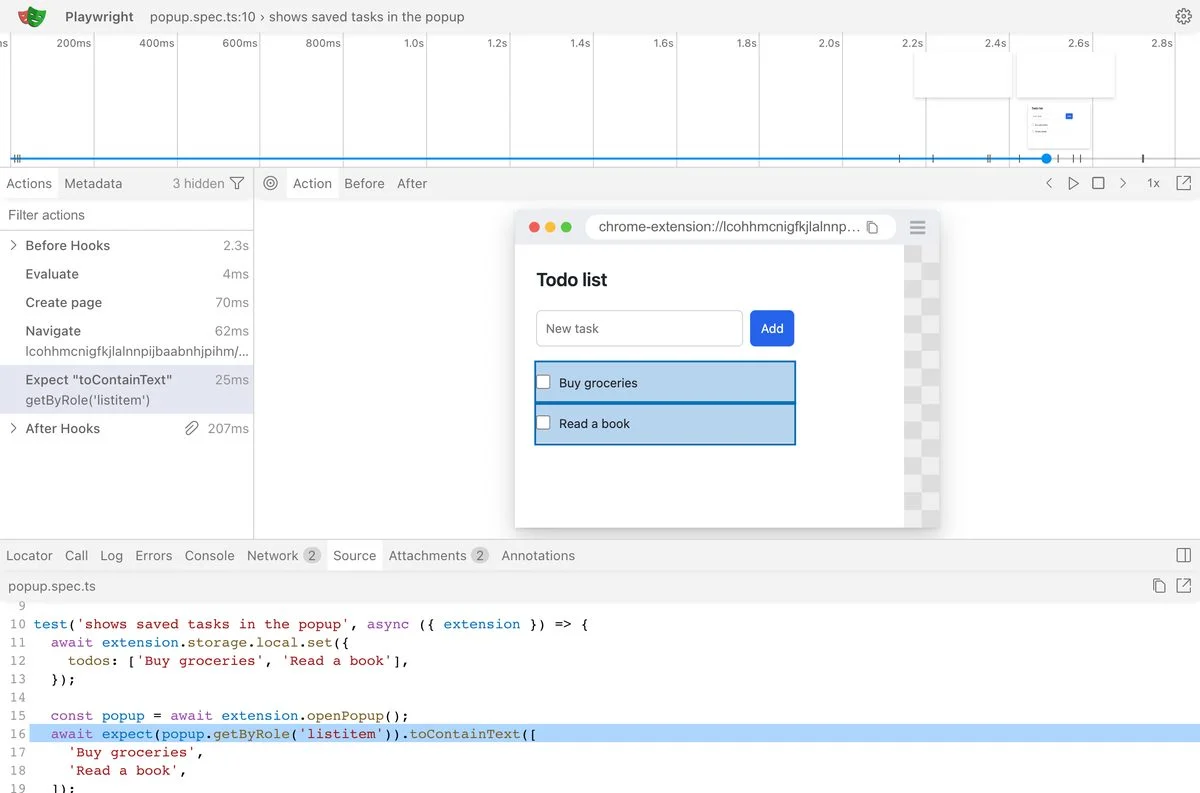 Playwright popup.spec.ts:10 › shows saved tasks in the popup
ms 200ms 400ms 600ms 800ms 1.0s 1.2s 1.4s 1.6s 1.8s 2.0s 2.2s 2.4s 2.6s 2.8s
Todo list
Actions Metadata 3 hidden Action Before After 1x
Filter actions
Before Hooks 2.3s
Evaluate 4ms
Create page 70ms
Navigate 62ms
lcohhmcnigfkjlalnnpijbaabnhjpihm/...
Expect "toContainText" 25ms
getByRole('listitem')
After Hooks 207ms
chrome-extension://lcohhmcnigfkjlalnnp...
Todo list
New task Add
Buy groceries
Read a book
Locator Call Log Errors Console Network 2 Source Attachments 2 Annotations
popup.spec.ts
9
10 test('shows saved tasks in the popup', async ({ extension }) => {
11 await extension.storage.local.set({
12 todos: ['Buy groceries', 'Read a book'],
13 });
14
15 const popup = await extension.openPopup();
16 await expect(popup.getByRole('listitem')).toContainText([
17 'Buy groceries',
18 'Read a book',
19 ]);